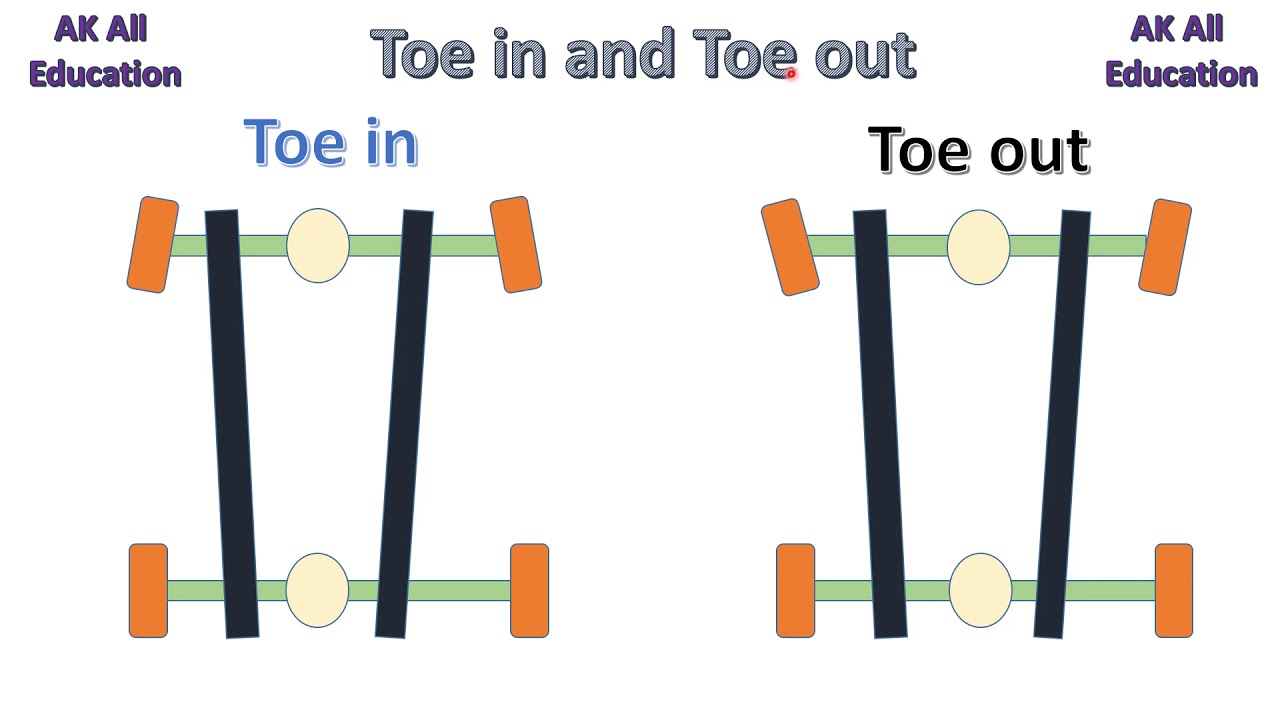 AK All
Education
Toe in and Toe out
AK All
Education
Toe in
Toe out